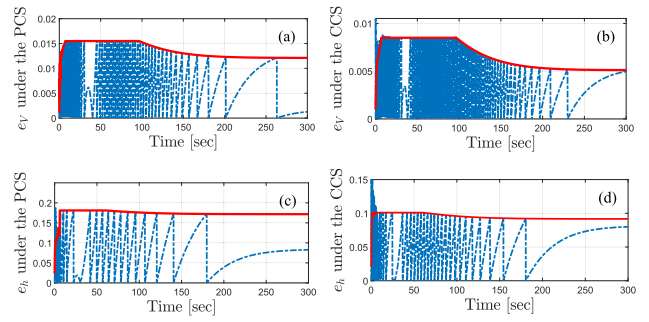 0.02
0.015
0.01
0.005
0
e_V under the PCS
(a)
0 50 100 150 200 250 300
Time [sec]
0.01
0.005
0
e_V under the CCS
(b)
0 50 100 150 200 250 300
Time [sec]
0.2
0.15
0.1
0.05
0
e_h under the PCS
(c)
0 50 100 150 200 250 300
Time [sec]
0.15
0.1
0.05
0
e_h under the CCS
(d)
0 50 100 150 200 250 300
Time [sec]